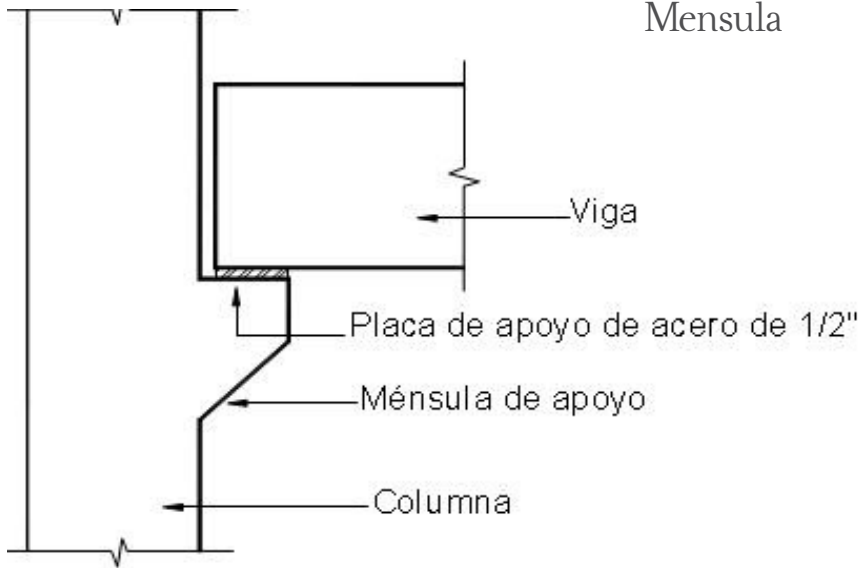 Mensula
Viga
Placa de apoyo de acero de 1/2"
Ménsula de apoyo
Columna